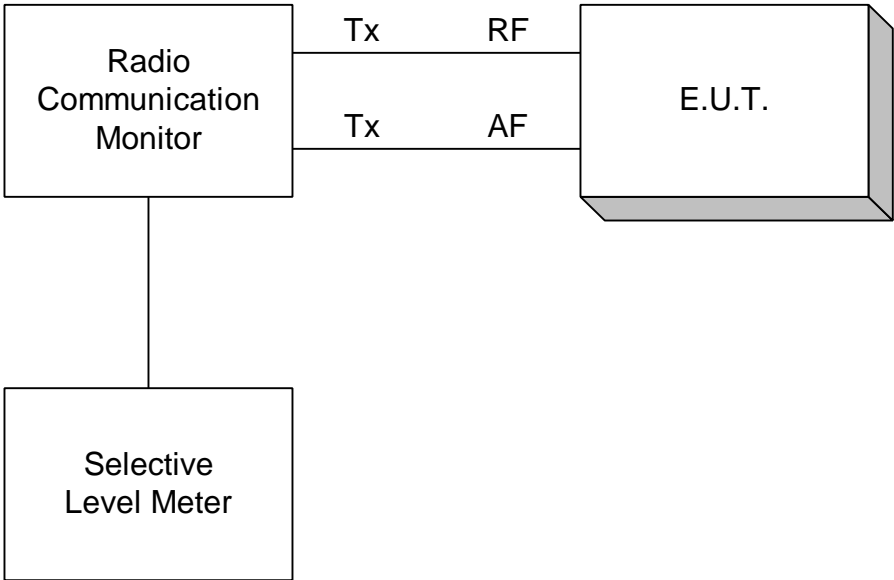 Radio
Communication
Monitor
Tx RF
Tx AF
E.U.T.
Selective
Level Meter